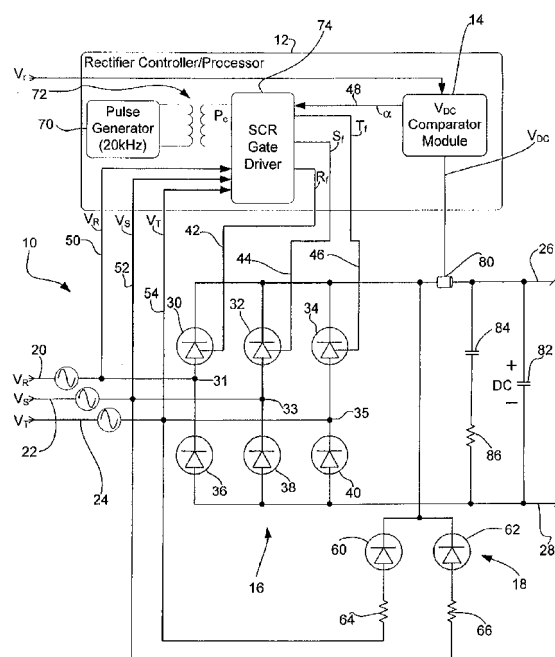 74
12
14
Rectifier Controller/Processor
Vr
72
70
Pulse
Generator
(20kHz)
Pc
SCR
Gate
Driver
48
α
VDC
Comparator
Module
Sf
Tf
Rf
VDC
VR
VS
VT
50
52
54
42
44
46
10
80
26
30
32
34
84
82
+
DC
−
86
VR
20
VS
VT
22
24
31
33
35
36
38
40
28
16
60
62
18
64
66